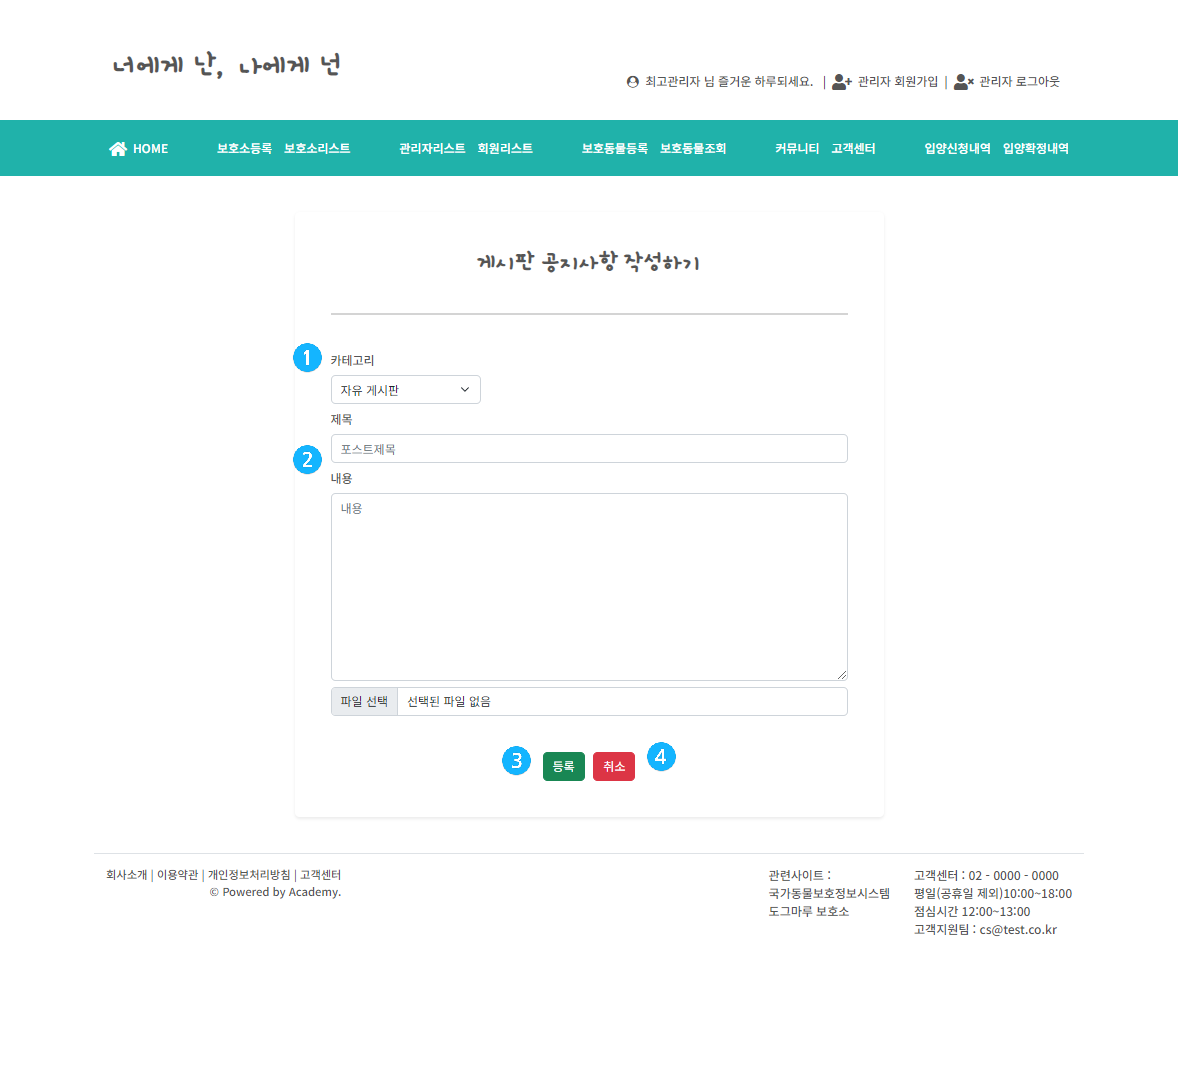 너에게 난, 나에게 넌
최고관리자 님 즐거운 하루되세요. | 관리자 회원가입 | 관리자 로그아웃
HOME 보호소등록 보호소리스트 관리자리스트 회원리스트 보호동물등록 보호동물조회 커뮤니티 고객센터 입양신청내역 입양확정내역
게시판 공지사항 작성하기
1 카테고리
자유 게시판
제목
2 포스트제목
내용
내용
파일 선택 선택된 파일 없음
3 등록 취소 4
회사소개 | 이용약관 | 개인정보처리방침 | 고객센터
© Powered by Academy.
관련사이트 :
국가동물보호정보시스템
도그마루 보호소
고객센터 : 02 - 0000 - 0000
평일(공휴일 제외)10:00~18:00
점심시간 12:00~13:00
고객지원팀 : cs@test.co.kr